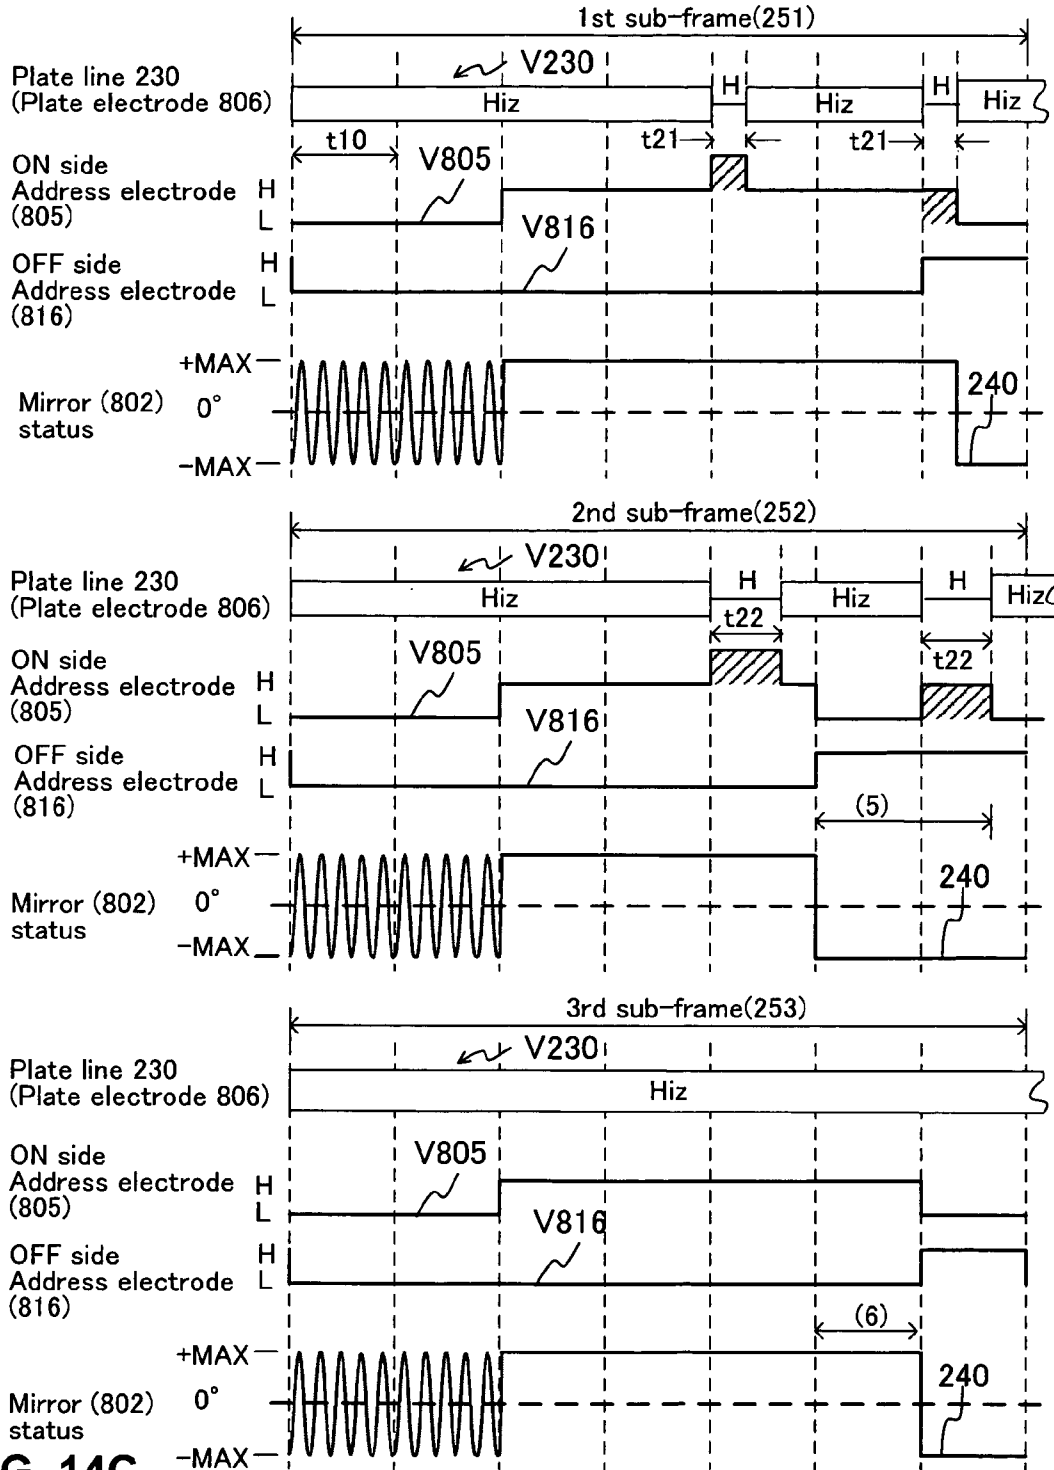 1st sub-frame(251)
Plate line 230
(Plate electrode 806)
V230
Hiz
H
Hiz
H
Hiz
t10
t21
t21
ON side
Address electrode
(805)
H
L
V805
OFF side
Address electrode
(816)
H
L
V816
Mirror (802)
status
+MAX
0°
-MAX
240
2nd sub-frame(252)
Plate line 230
(Plate electrode 806)
V230
Hiz
H
Hiz
H
Hiz
t22
t22
ON side
Address electrode
(805)
H
L
V805
OFF side
Address electrode
(816)
H
L
V816
(5)
Mirror (802)
status
+MAX
0°
-MAX
240
3rd sub-frame(253)
Plate line 230
(Plate electrode 806)
V230
Hiz
ON side
Address electrode
(805)
H
L
V805
OFF side
Address electrode
(816)
H
L
V816
(6)
Mirror (802)
status
+MAX
0°
-MAX
240